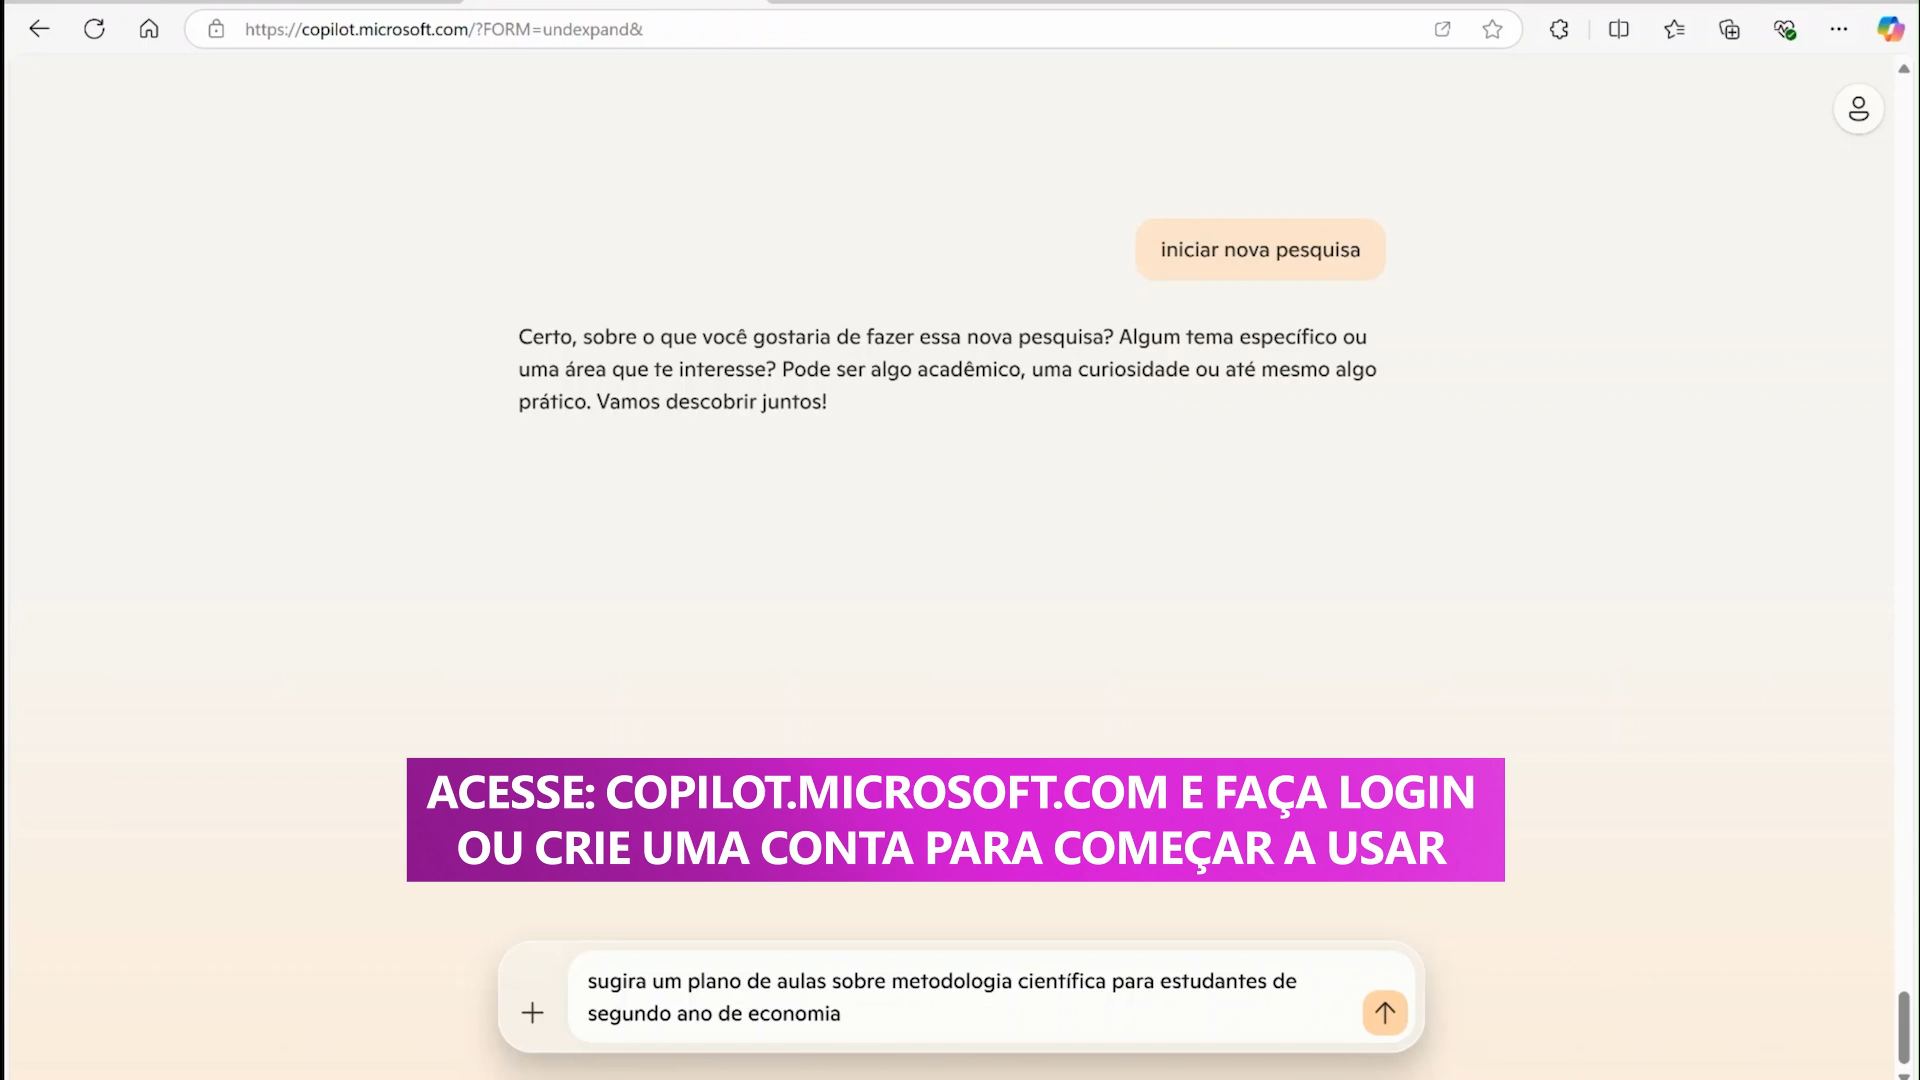 https://copilot.microsoft.com/?FORM=undexpand&
iniciar nova pesquisa
Certo, sobre o que você gostaria de fazer essa nova pesquisa? Algum tema específico ou
uma área que te interesse? Pode ser algo acadêmico, uma curiosidade ou até mesmo algo
prático. Vamos descobrir juntos!
ACESSE: COPILOT.MICROSOFT.COM E FAÇA LOGIN
OU CRIE UMA CONTA PARA COMEÇAR A USAR
sugira um plano de aulas sobre metodologia científica para estudantes de
segundo ano de economia